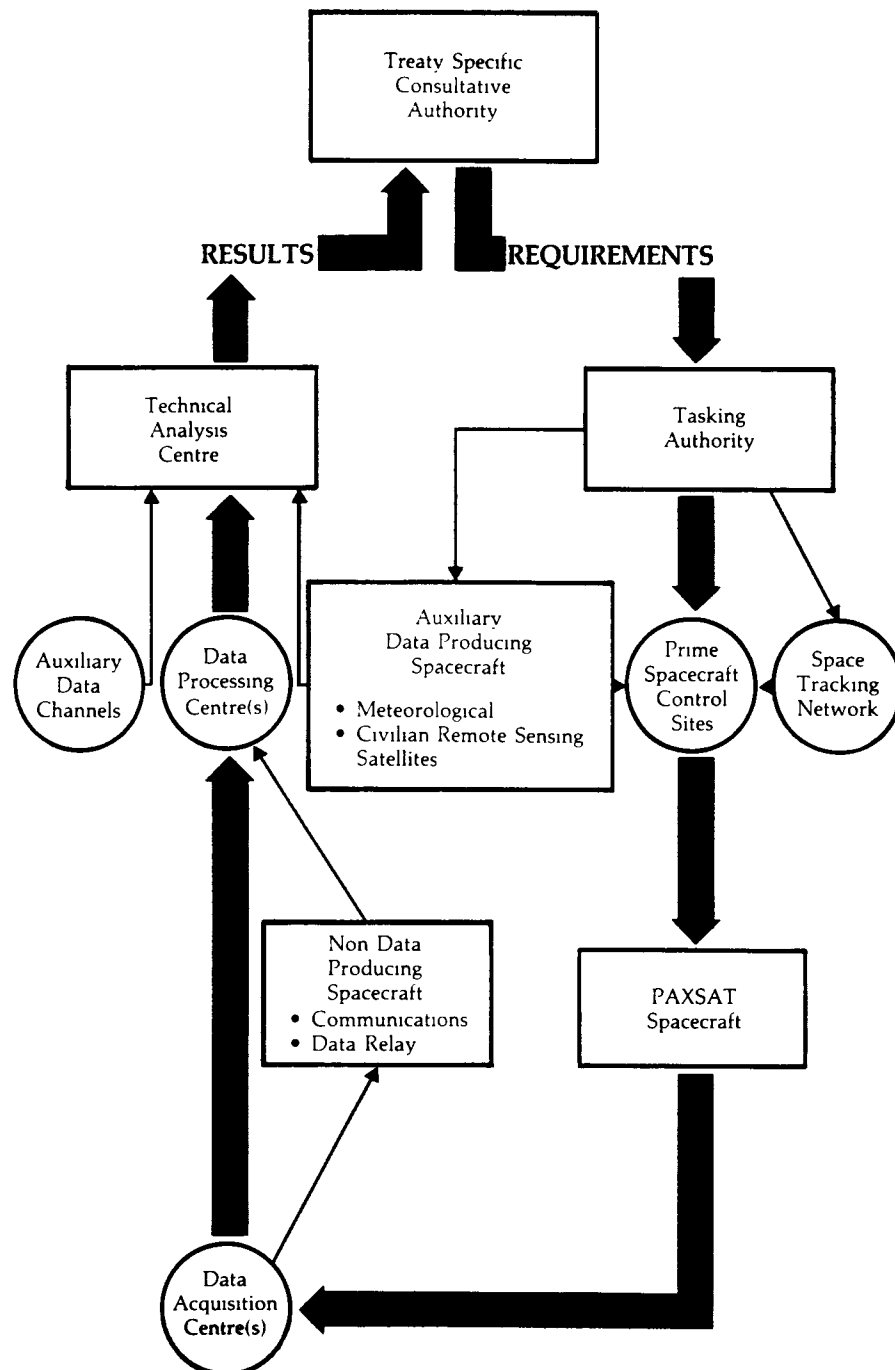 Treaty Specific
Consultative
Authority
RESULTS
REQUIREMENTS
Technical
Analysis
Centre
Tasking
Authority
Auxiliary
Data
Channels
Data
Processing
Centre(s)
Auxiliary
Data Producing
Spacecraft
• Meteorological
• Civilian Remote Sensing
Satellites
Prime
Spacecraft
Control
Sites
Space
Tracking
Network
Non Data
Producing
Spacecraft
• Communications
• Data Relay
PAXSAT
Spacecraft
Data
Acquisition
Centre(s)